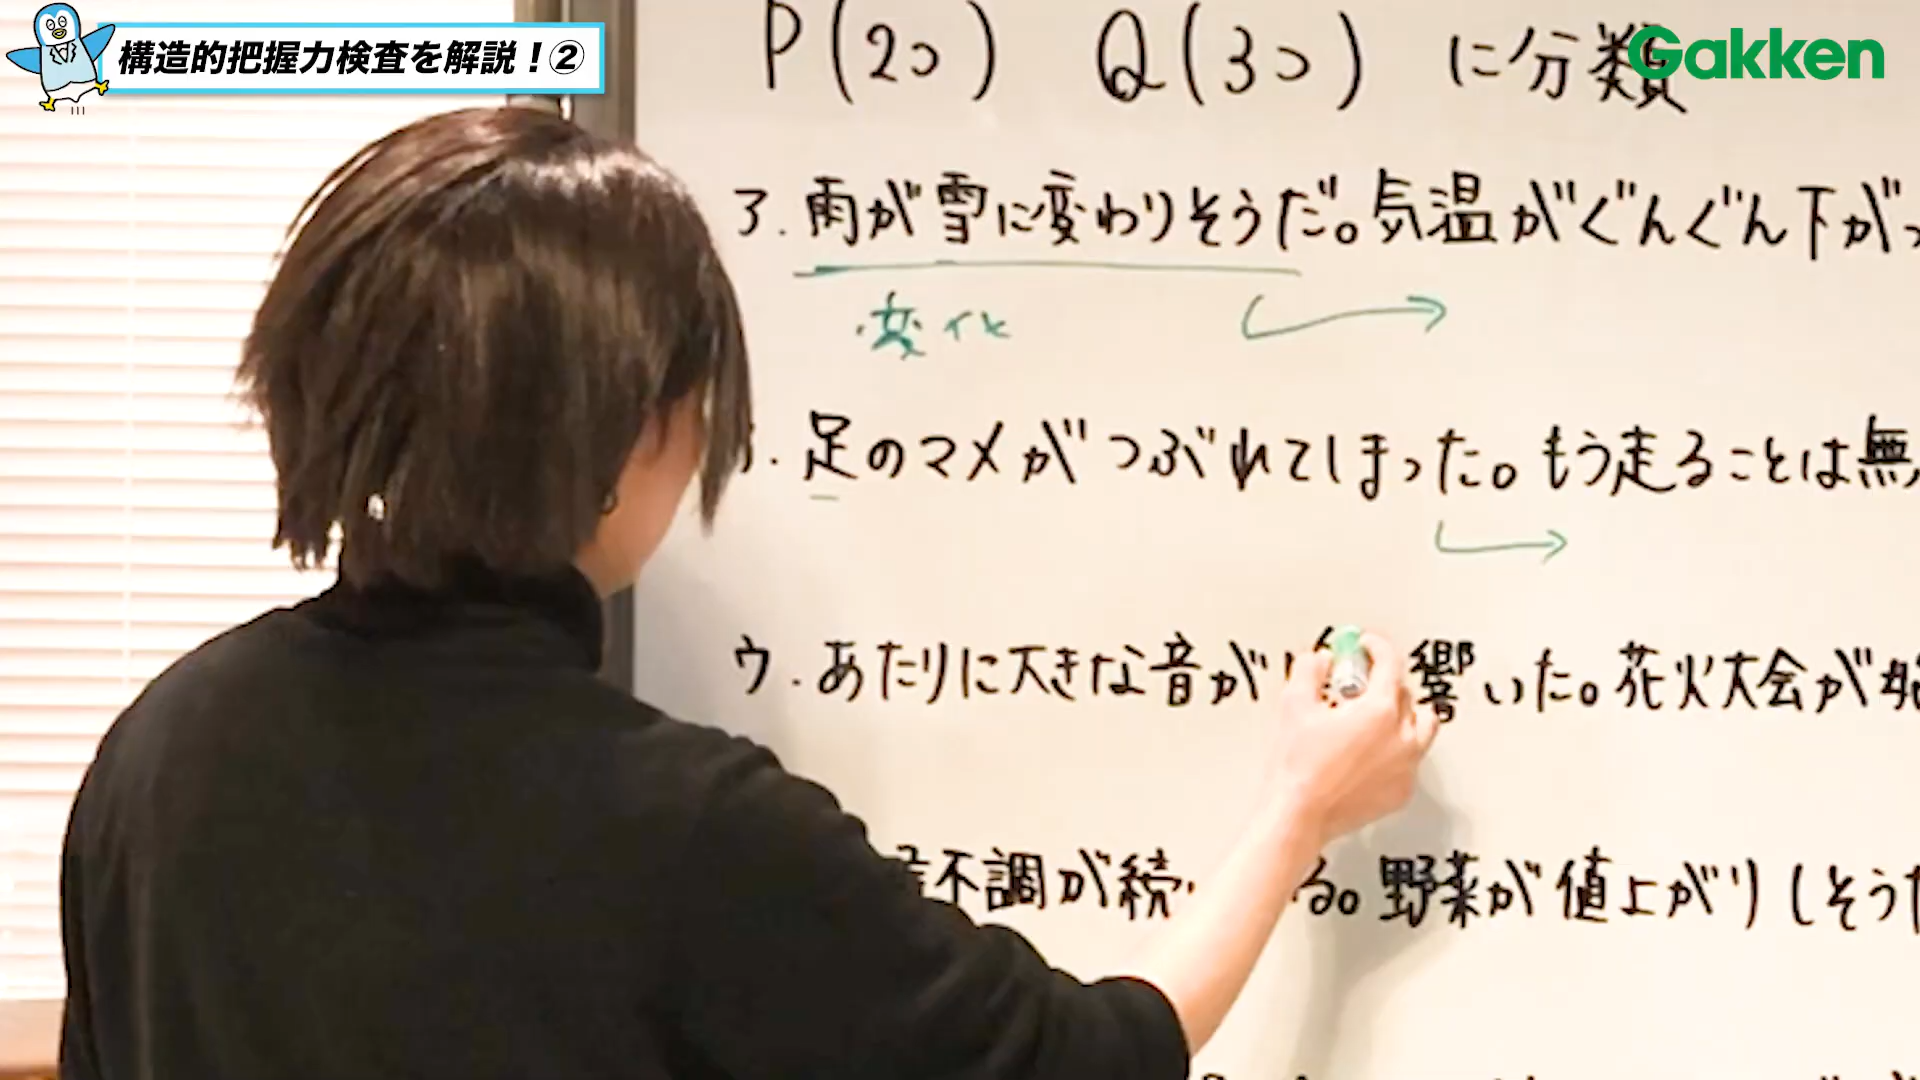 構造的把握力検査を解説！②
Gakken
P(2つ) Q(3つ) に分類
ア.雨が雪に変わりそうだ。気温がぐんぐん下がっ
変化
.足のマメがつぶれてしまった。もう走ることは無
ウ.あたりに大きな音が響いた。花火大会が始
不調が続 る。野菜が値上がりしそうだ